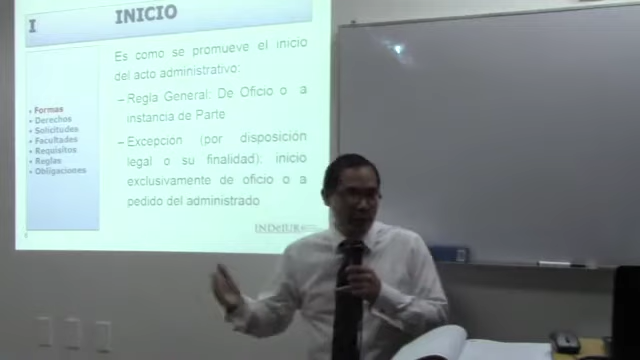 I
INICIO
Es como se promueve el inicio
del acto administrativo:
– Regla General: De Oficio o a
instancia de Parte
– Excepción (por disposición
legal o su finalidad): inicio
exclusivamente de oficio o a
pedido del administrado
• Formas
• Derechos
• Solicitudes
• Facultades
• Requisitos
• Reglas
• Obligaciones
INDeJUR